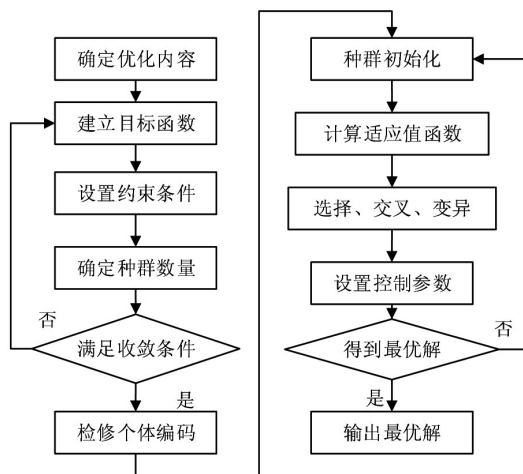 确定优化内容
建立目标函数
设置约束条件
确定种群数量
否
满足收敛条件
是
检修个体编码
种群初始化
计算适应值函数
选择、交叉、变异
设置控制参数
否
得到最优解
是
输出最优解